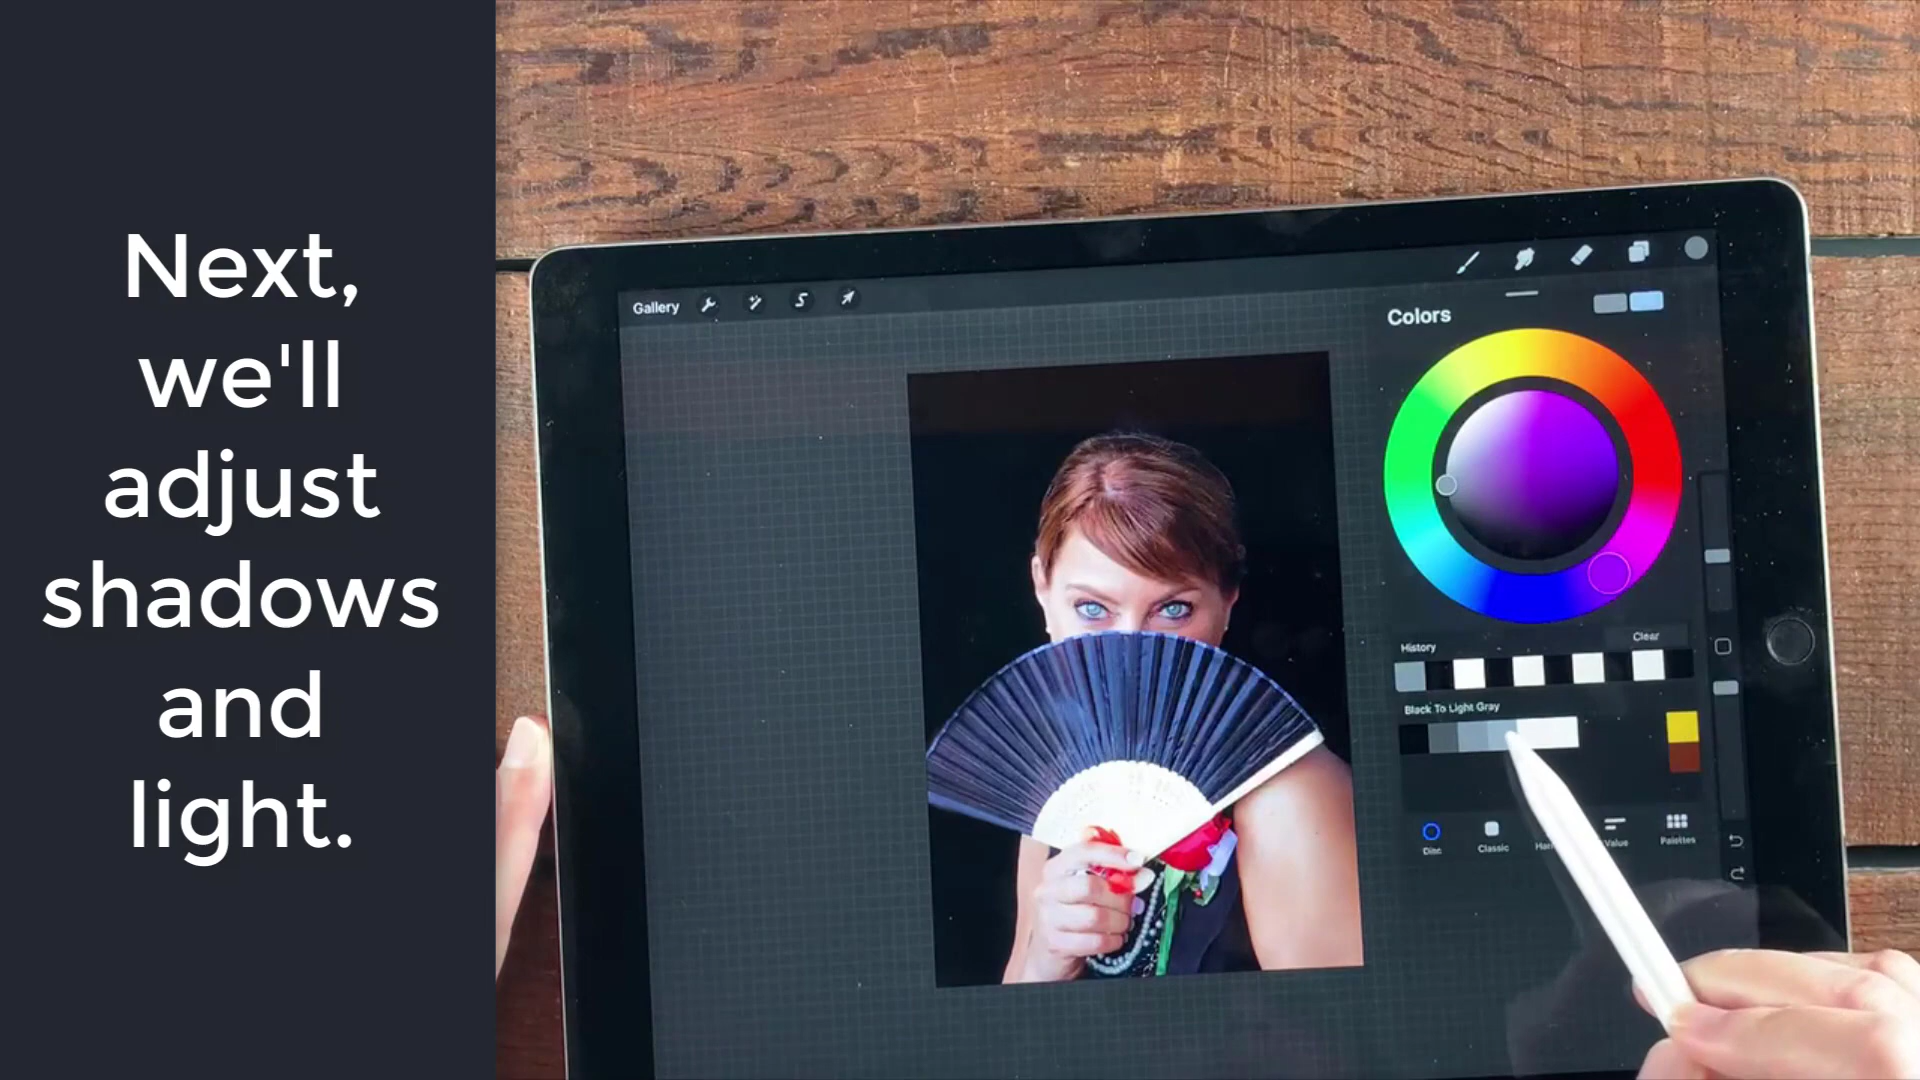 Next,
we'll
adjust
shadows
and
light.
Gallery
Colors
History
Clear
Black To Light Gray
Disc
Classic
Value
Palettes